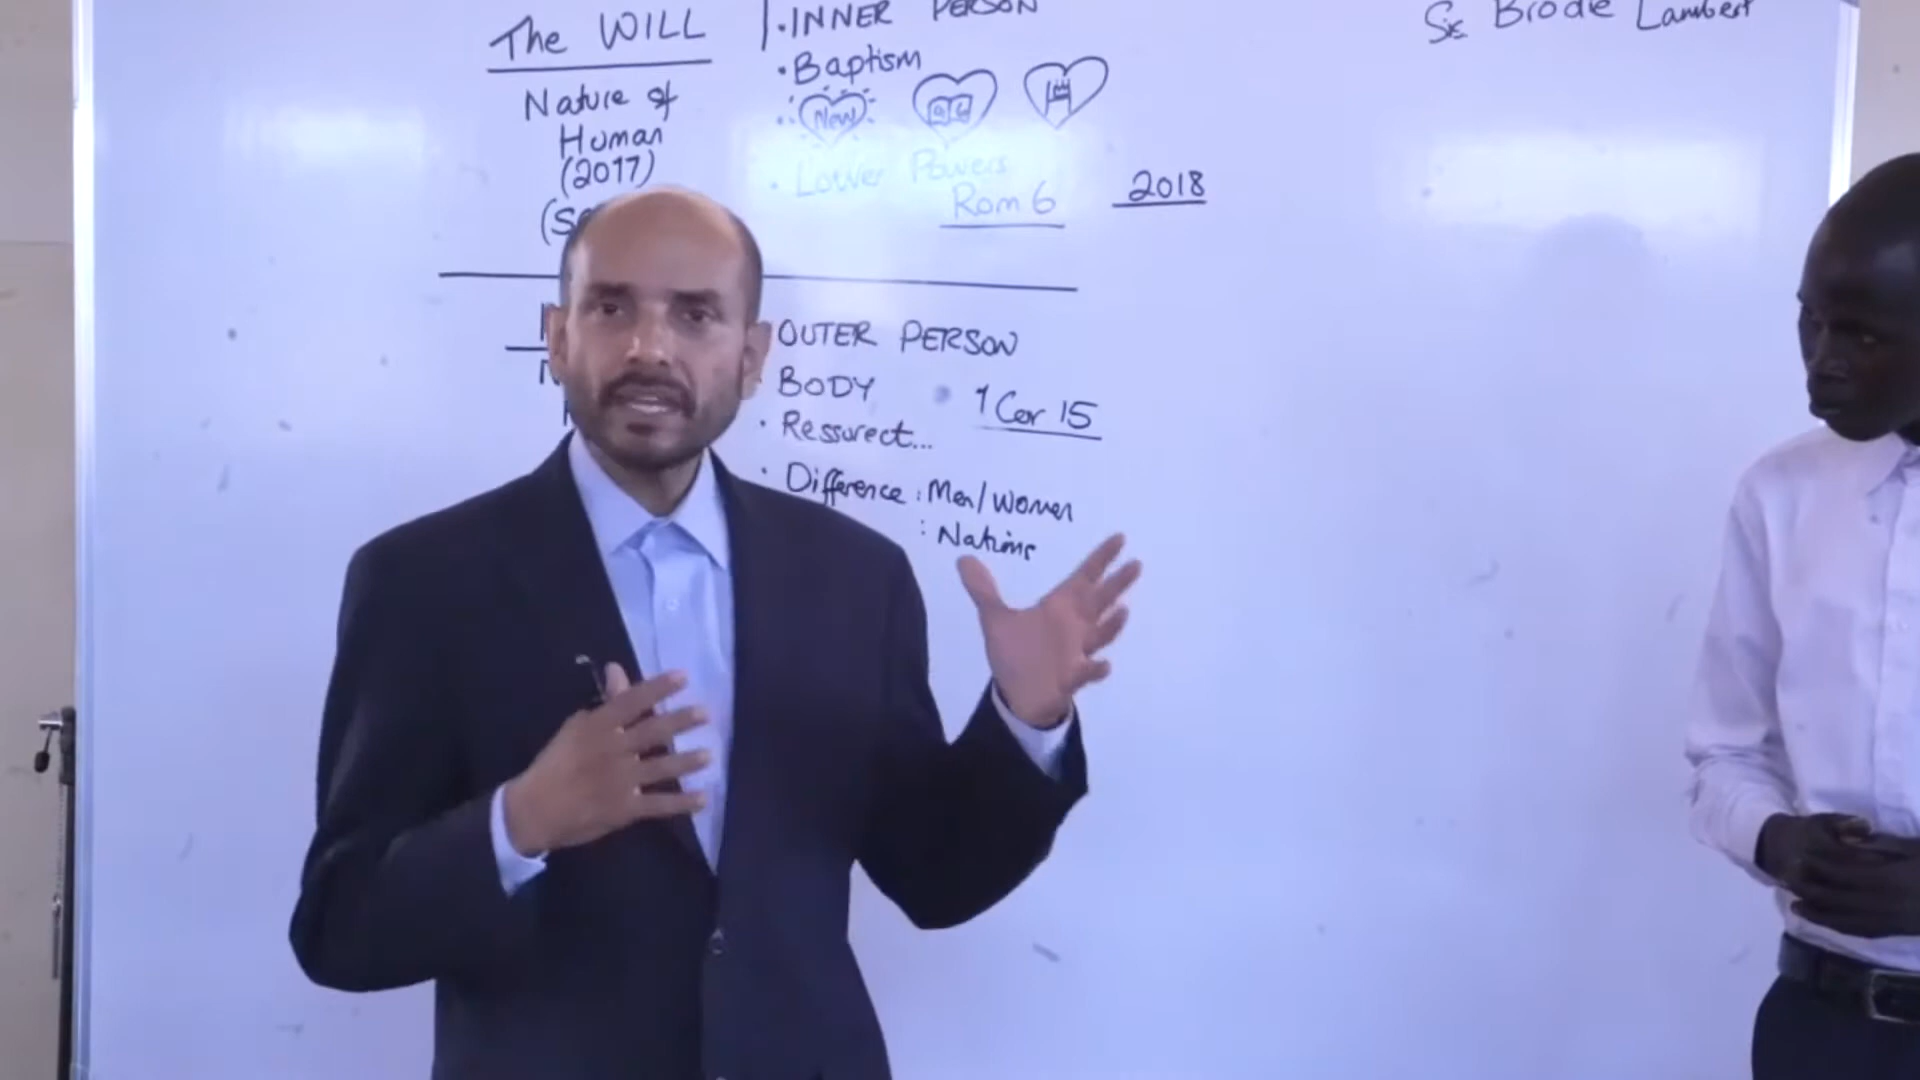 The WILL
Nature of
Human
(2017)
INNER PERSON
Baptism
New
Lower Powers
Rom 6
2018
Sis Brodie Lambert
OUTER PERSON
BODY
1 Cor 15
Ressurect...
Difference : Men/Women
: Nations